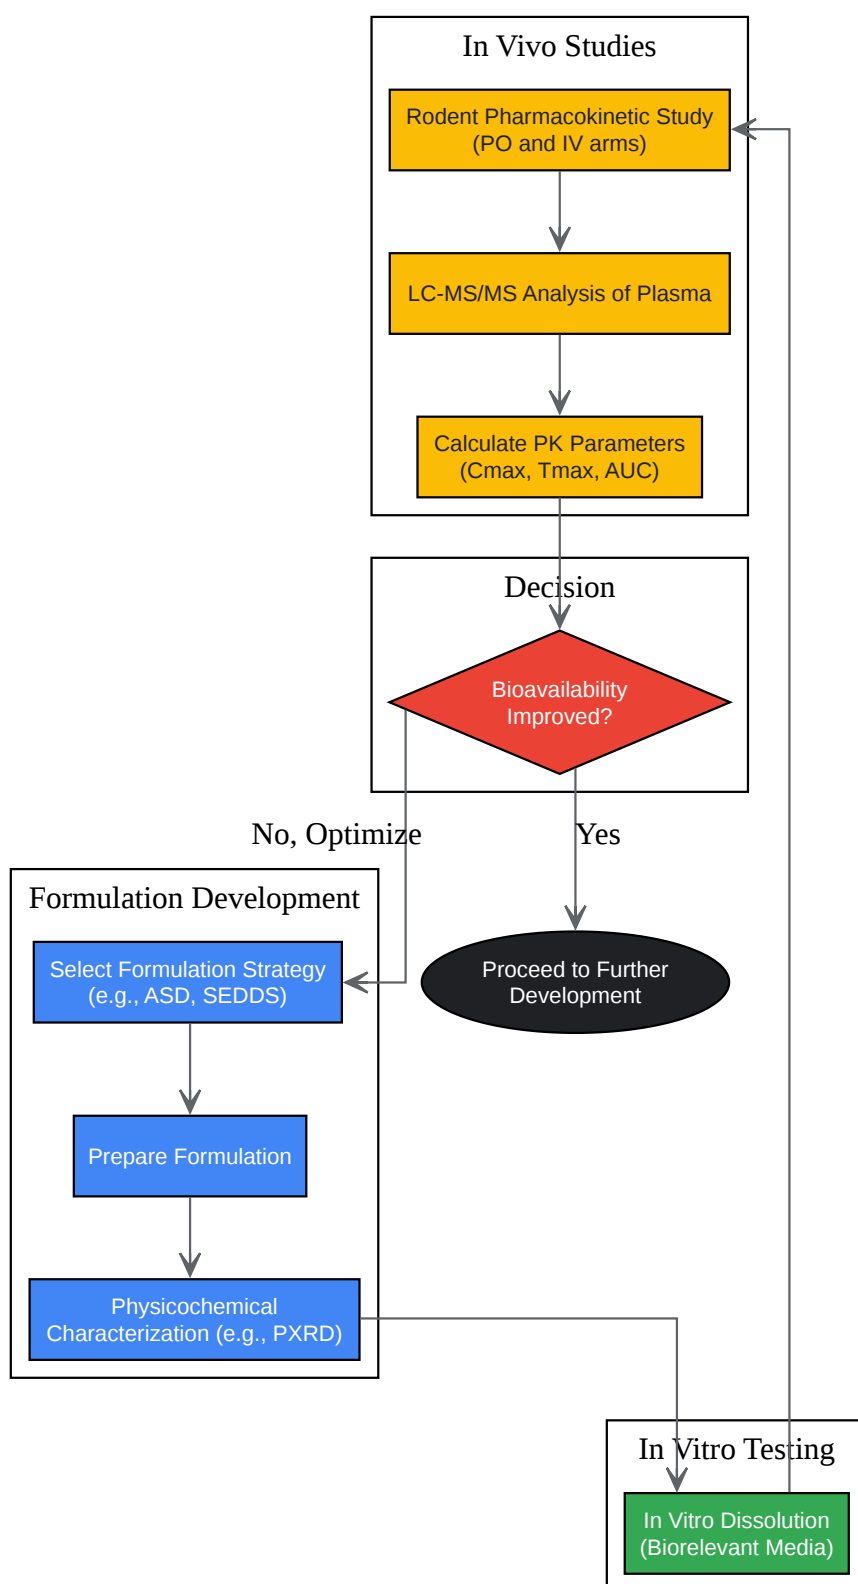 In Vivo Studies
Rodent Pharmacokinetic Study
(PO and IV arms)
LC-MS/MS Analysis of Plasma
Calculate PK Parameters
(Cmax, Tmax, AUC)
Decision
Bioavailability
Improved?
No, Optimize
Yes
Formulation Development
Select Formulation Strategy
(e.g., ASD, SEDDS)
Proceed to Further
Development
Prepare Formulation
Physicochemical
Characterization (e.g., PXRD)
In Vitro Testing
In Vitro Dissolution
(Biorelevant Media)